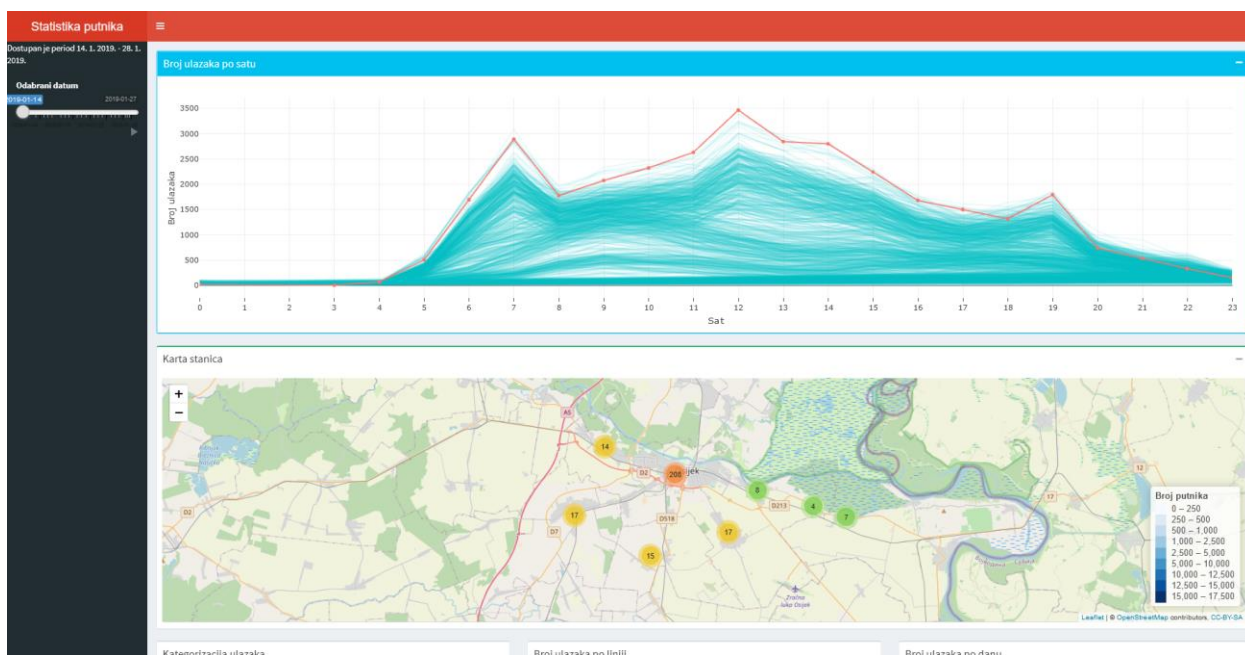 Statistika putnika
Dostupan je period 14. 1. 2019. - 28. 1.
2019.
Odabrani datum
2019-01-14
2019-01-27
Broj ulazaka po satu
3500
3000
2500
2000
1500
1000
500
0
Broj ulazaka
0 1 2 3 4 5 6 7 8 9 10 11 12 13 14 15 16 17 18 19 20 21 22 23
Sat
Karta stanica
+
−
A5
14
D2
208
ijek
12
8
17
D2
17
D518
D213
4
7
D7
17
15
Zračna
luka Osijek
Broj putnika
0 – 250
250 – 500
500 – 1,000
1,000 – 2,500
2,500 – 5,000
5,000 – 10,000
10,000 – 12,500
12,500 – 15,000
15,000 – 17,500
Leaflet | © OpenStreetMap contributors, CC-BY-SA
Kategorizacija ulazaka
Broj ulazaka po liniji
Broj ulazaka po danu